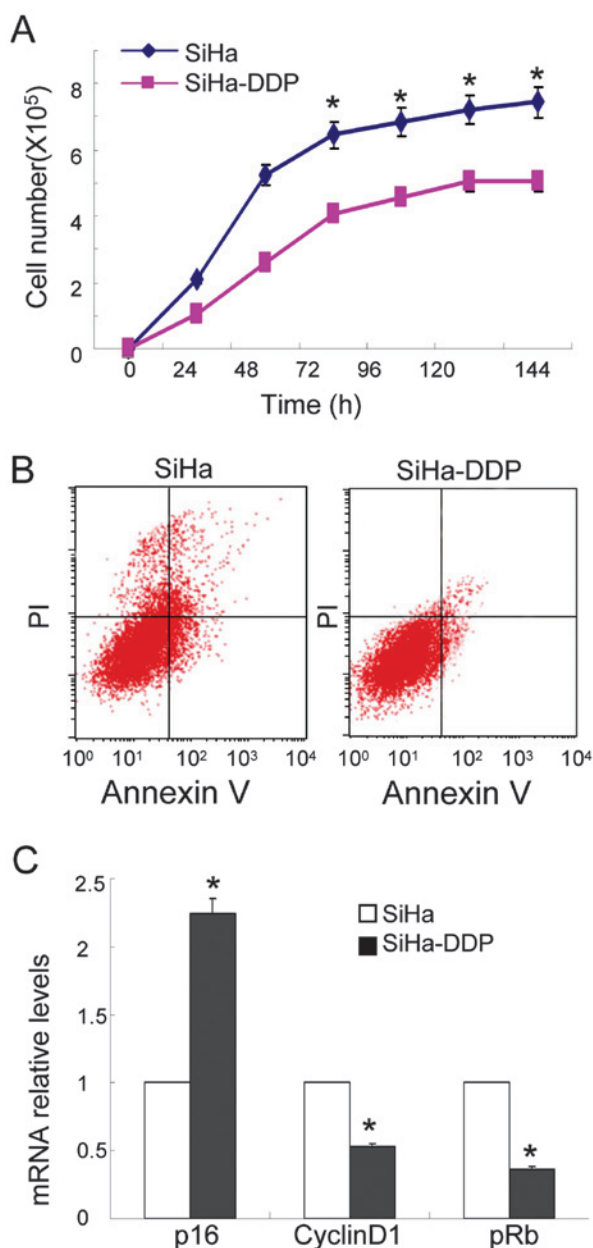 A
SiHa
SiHa-DDP
* * * *
8
6
4
2
0
Cell number(X10⁵)
0 24 48 72 96 120 144
Time (h)
B
SiHa SiHa-DDP
PI PI
10⁰ 10¹ 10² 10³ 10⁴ 10⁰ 10¹ 10² 10³ 10⁴
Annexin V Annexin V
C
SiHa
SiHa-DDP
2.5
2
1.5
1
0.5
0
mRNA relative levels
* * *
p16 CyclinD1 pRb